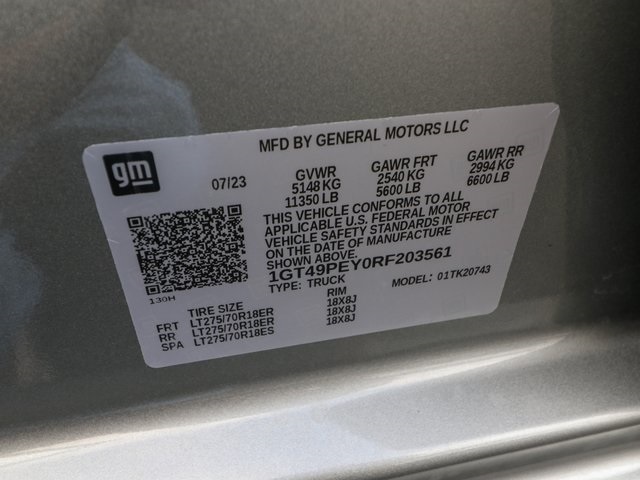 MFD BY GENERAL MOTORS LLC
gm
07/23
GVWR
5148 KG
11350 LB
GAWR FRT
2540 KG
5600 LB
GAWR RR
2994 KG
6600 LB
THIS VEHICLE CONFORMS TO ALL
APPLICABLE U.S. FEDERAL MOTOR
VEHICLE SAFETY STANDARDS IN EFFECT
ON THE DATE OF MANUFACTURE
SHOWN ABOVE.
1GT49PEY0RF203561
TYPE: TRUCK
MODEL: 01TK20743
130H
TIRE SIZE RIM
FRT LT275/70R18ER 18X8J
RR LT275/70R18ER 18X8J
SPA LT275/70R18ES 18X8J